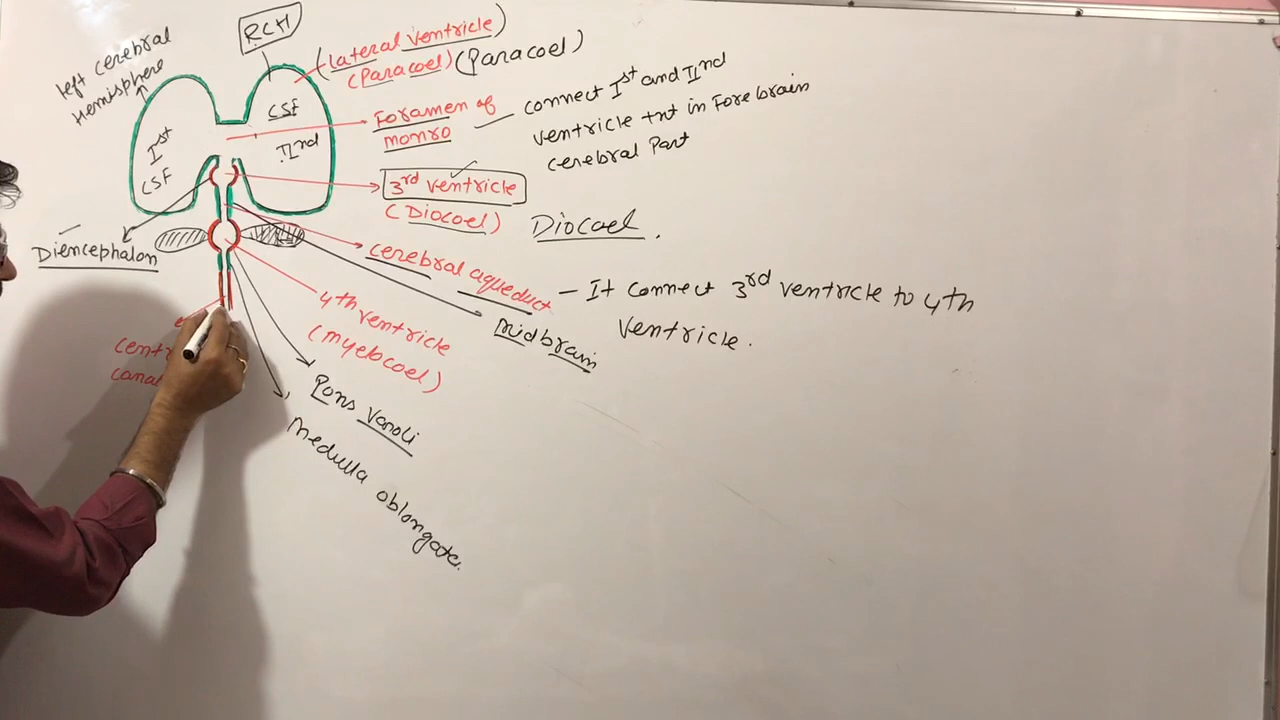 left cerebral
Hemisphere
RCH
(lateral ventricle)
(Paracoel) (Paracoel)
CSF
IInd
Ist
CSF
Foramen of
monro
connect Ist and IInd
ventricle tnt in Forebrain
cerebral Part
3rd ventricle
(Diocoel)
Diocoel.
Diencephalon
cerebral aqueduct - It connect 3rd ventricle to 4th
ventricle.
midbrain
4th ventricle
(myelocoel)
Pons varoli
Medulla oblongata.